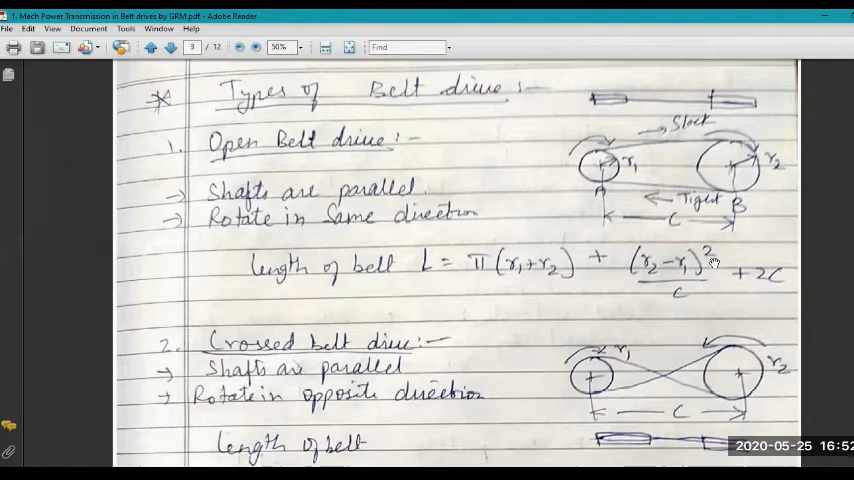 1: Mech Power Transmission in Belt drives by GRM.pdf - Adobe Reader
File Edit View Document Tools Window Help
3 / 12 50% Find
* Types of Belt drive :-
1. Open Belt drive :-
Slack
r1 r2
→ Shafts are parallel.
A Tight B
→ Rotate in Same direction
C
length of belt L = π(r1+r2) + (r2-r1)²/C + 2C
2. Crossed belt drive :-
r1 r2
→ Shafts are parallel
→ Rotate in opposite direction
C
length of belt
2020-05-25 16:52